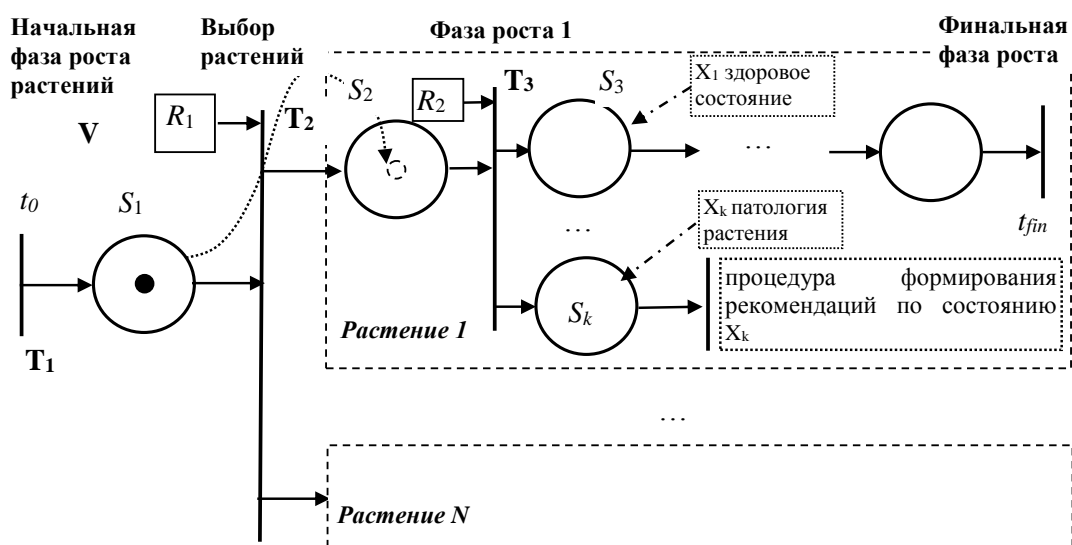 Начальная
фаза роста
растений
Выбор
растений
Фаза роста 1
Финальная
фаза роста
V
R1
T2
S2
R2
T3
S3
X1 здоровое
состояние
...
t0
S1
...
Xk патология
растения
tfin
T1
Растение 1
Sk
процедура формирования
рекомендаций по состоянию
Xk
...
Растение N